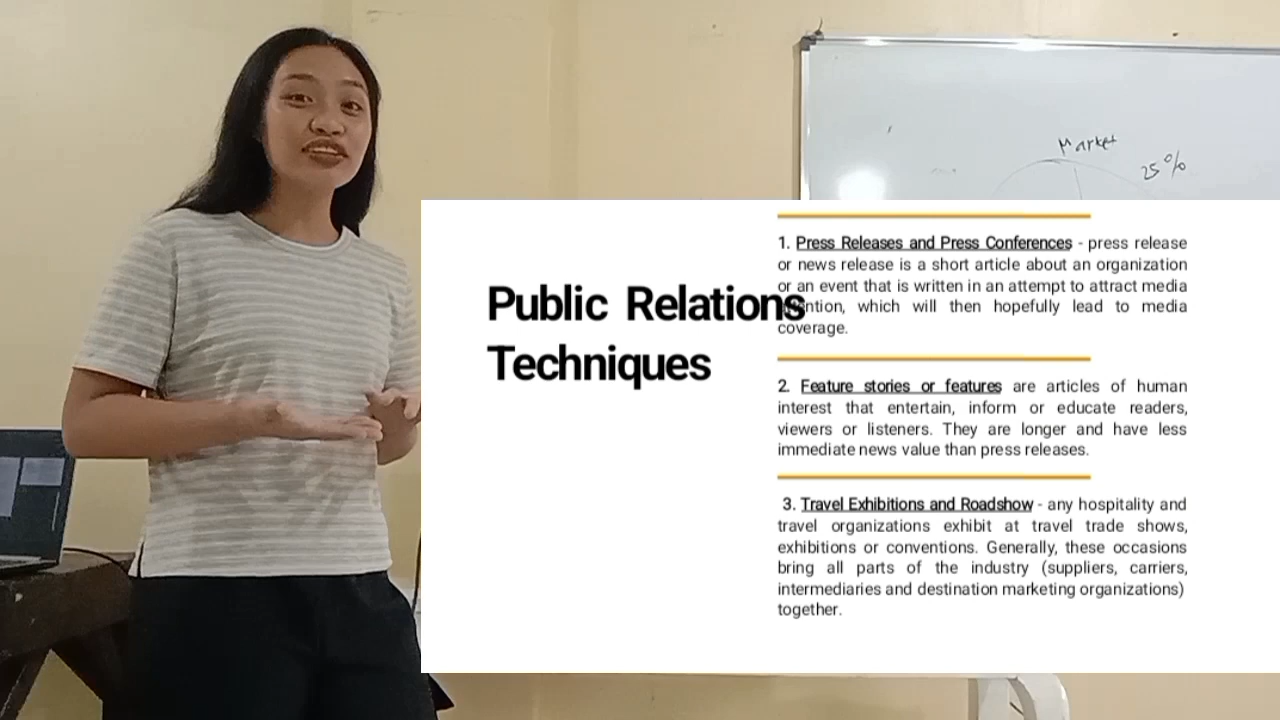 Market
25%
Public Relations
Techniques
1. Press Releases and Press Conferences - press release
or news release is a short article about an organization
or an event that is written in an attempt to attract media
which will then hopefully lead to media
coverage.
2. Feature stories or features are articles of human
interest that entertain, inform or educate readers,
viewers or listeners. They are longer and have less
immediate news value than press releases.
3. Travel Exhibitions and Roadshow - any hospitality and
travel organizations exhibit at travel trade shows,
exhibitions or conventions. Generally, these occasions
bring all parts of the industry (suppliers, carriers,
intermediaries and destination marketing organizations)
together.